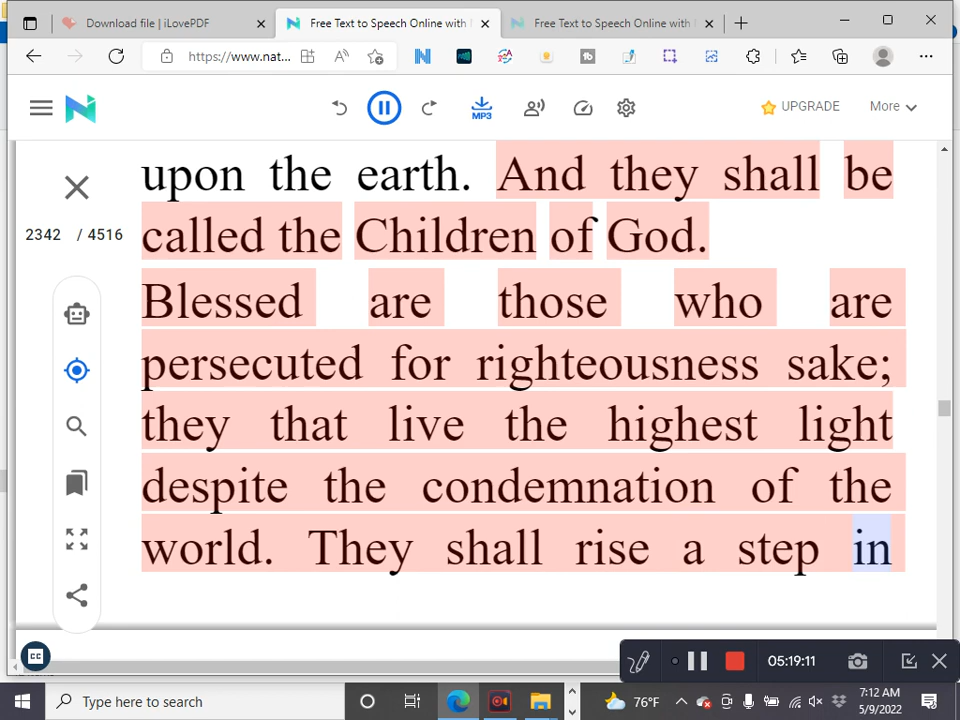 Download file | iLovePDF
Free Text to Speech Online with
Free Text to Speech Online with
https://www.nat...
UPGRADE
More
MP3
upon the earth. And they shall be
called the Children of God.
Blessed are those who are
persecuted for righteousness sake;
they that live the highest light
despite the condemnation of the
world. They shall rise a step in
2342 / 4516
CC
05:19:11
Type here to search
76°F
7:12 AM
5/9/2022